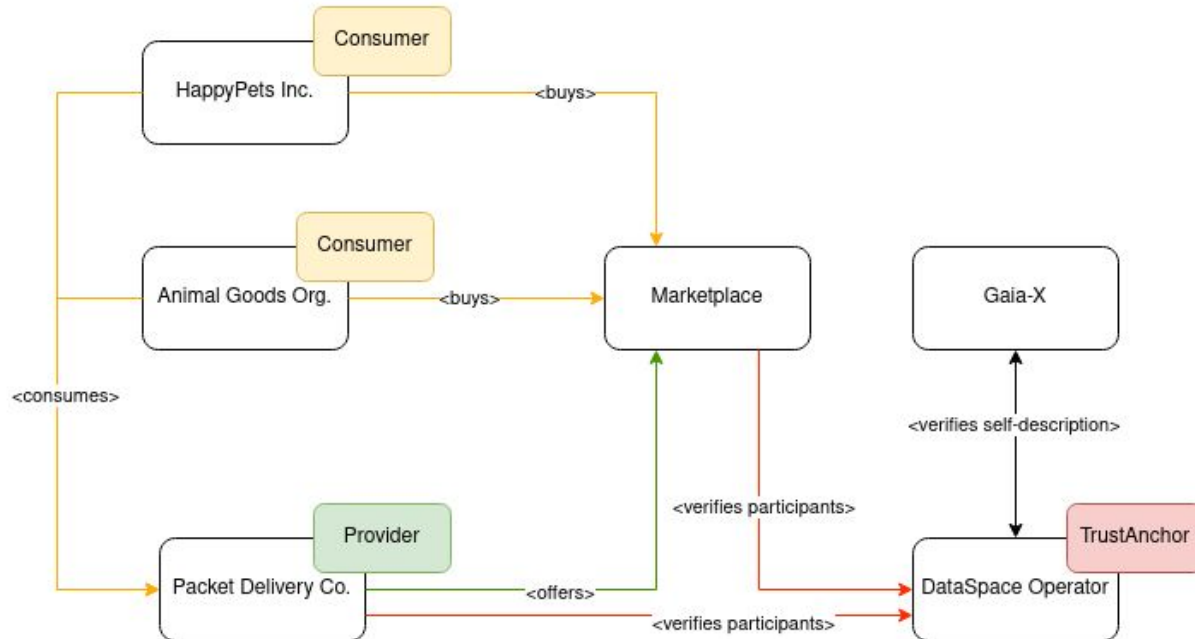 Consumer
HappyPets Inc.
<buys>
Consumer
Animal Goods Org.
<buys>
Marketplace
Gaia-X
<consumes>
<verifies self-description>
<verifies participants>
Provider
TrustAnchor
Packet Delivery Co.
<offers>
DataSpace Operator
<verifies participants>